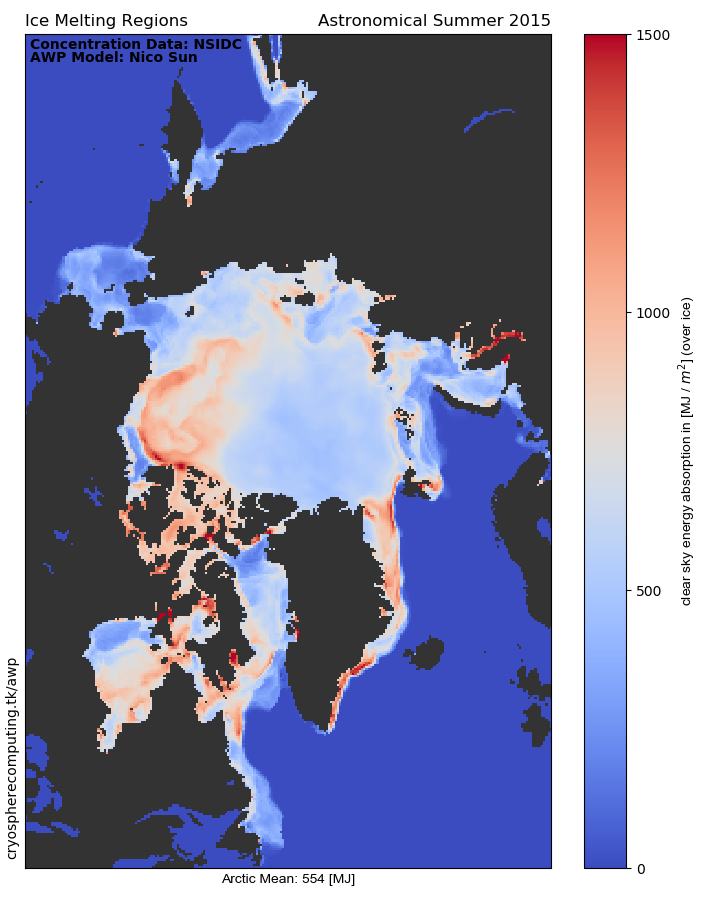 Ice Melting Regions
Astronomical Summer 2015
Concentration Data: NSIDC
AWP Model: Nico Sun
1500
1000
500
0
clear sky energy absorption in [MJ / m²] (over ice)
cryospherecomputing.tk/awp
Arctic Mean: 554 [MJ]